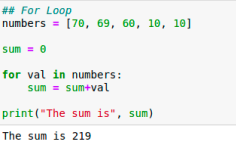 ## For Loop
numbers = [70, 69, 60, 10, 10]
sum = 0
for val in numbers:
    sum = sum+val
print("The sum is", sum)
The sum is 219